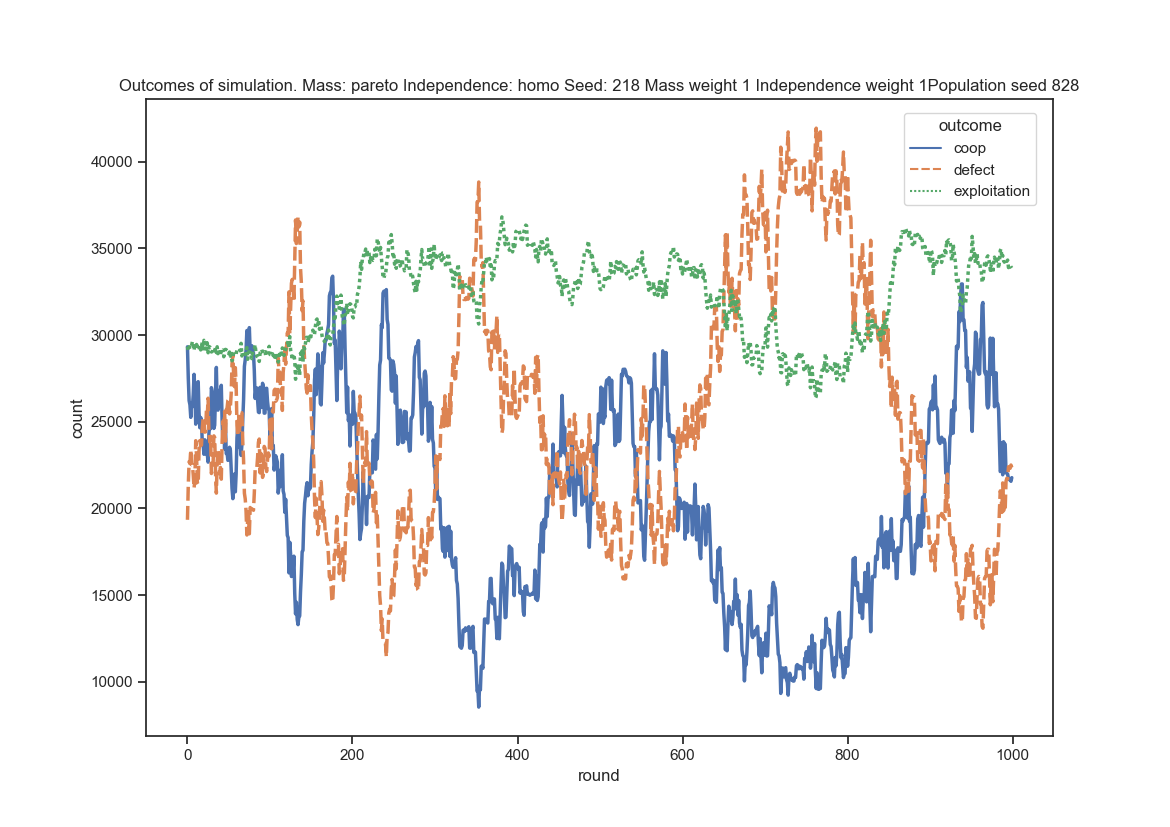 Outcomes of simulation. Mass: pareto Independence: homo Seed: 218 Mass weight 1 Independence weight 1Population seed 828
outcome
coop
defect
exploitation
40000
35000
30000
25000
20000
15000
10000
count
0 200 400 600 800 1000
round